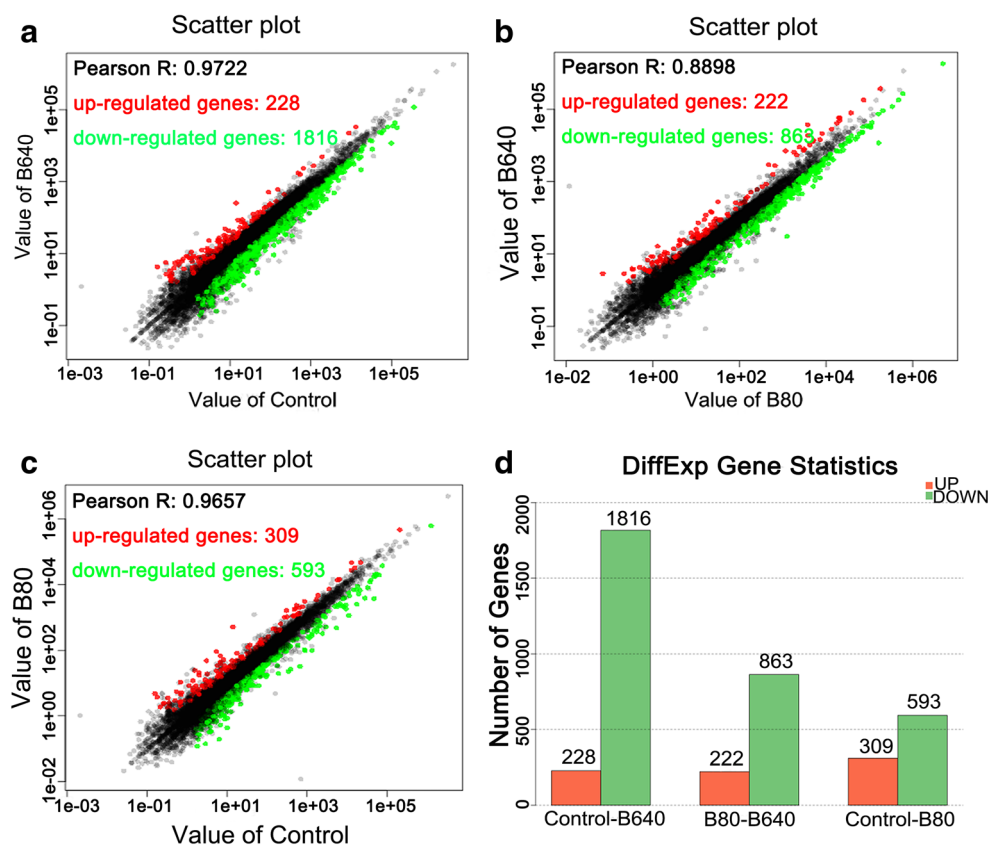 a
Scatter plot
Pearson R: 0.9722
up-regulated genes: 228
down-regulated genes: 1816
Value of B640
1e+05
1e+03
1e+01
1e-01
1e-03 1e-01 1e+01 1e+03 1e+05
Value of Control
b
Scatter plot
Pearson R: 0.8898
up-regulated genes: 222
down-regulated genes: 863
Value of B640
1e+05
1e+03
1e+01
1e-01
1e-02 1e+00 1e+02 1e+04 1e+06
Value of B80
c
Scatter plot
Pearson R: 0.9657
up-regulated genes: 309
down-regulated genes: 593
Value of B80
1e+06
1e+04
1e+02
1e+00
1e-02
1e-03 1e-01 1e+01 1e+03 1e+05
Value of Control
d
DiffExp Gene Statistics
UP
DOWN
Number of Genes
2000
1500
1000
500
0
228 1816 222 863 309 593
Control-B640 B80-B640 Control-B80